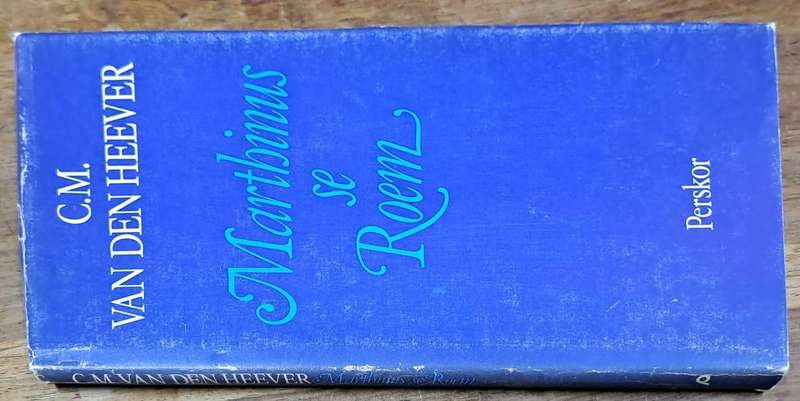 C.M.
VAN DEN HEEVER
Marthinus
se
Roem
Perskor
C.M. VAN DEN HEEVER Marthinus se Roem